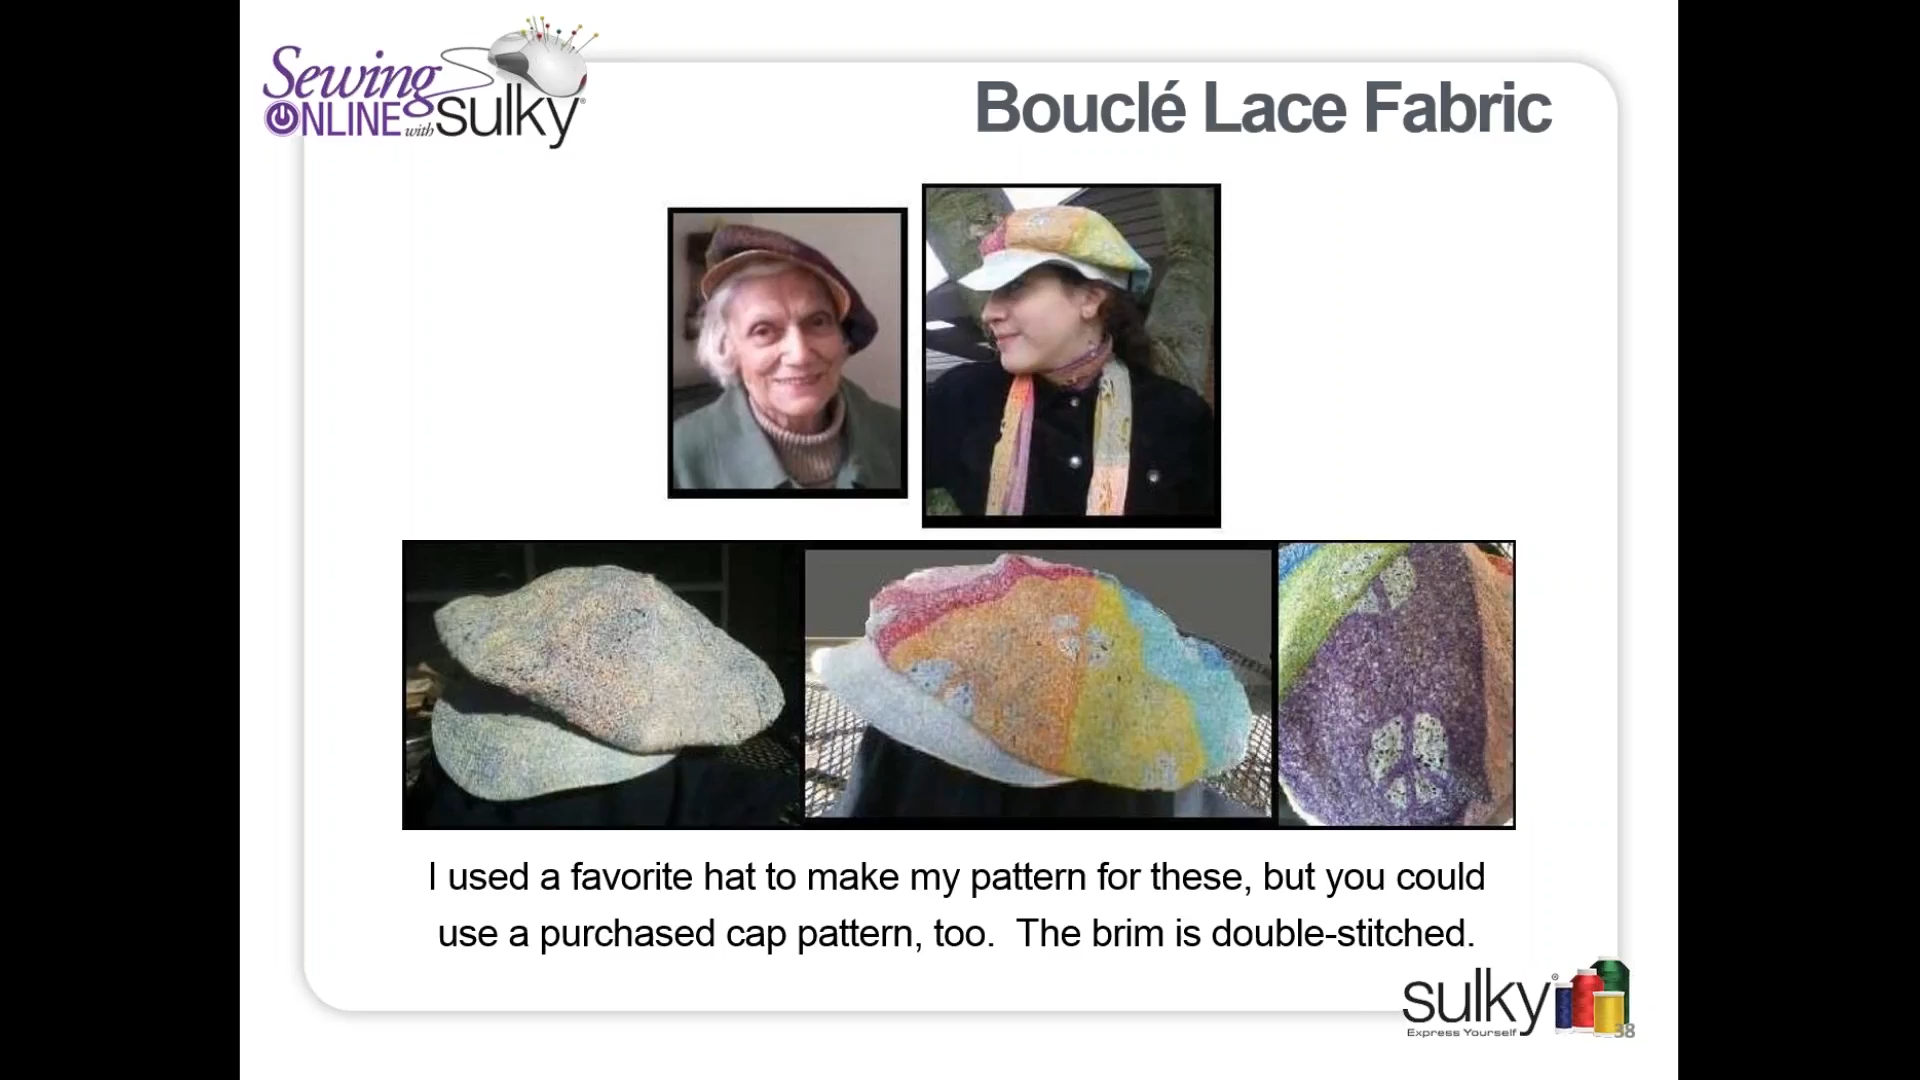 Sewing
ONLINE with sulky®
Bouclé Lace Fabric
I used a favorite hat to make my pattern for these, but you could
use a purchased cap pattern, too.  The brim is double-stitched.
sulky®
Express Yourself
38